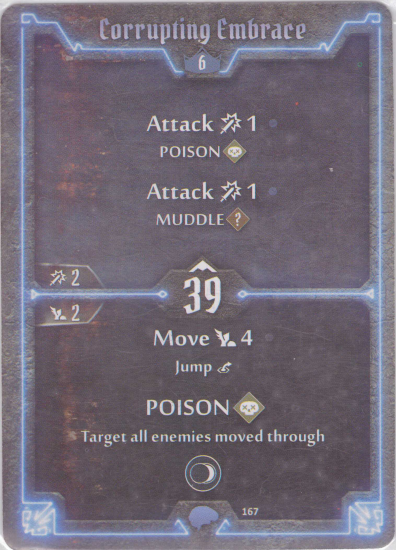 Corrupting Embrace
6
Attack 1
POISON
Attack 1
MUDDLE ?
2
39
2
Move 4
Jump
POISON
Target all enemies moved through
167